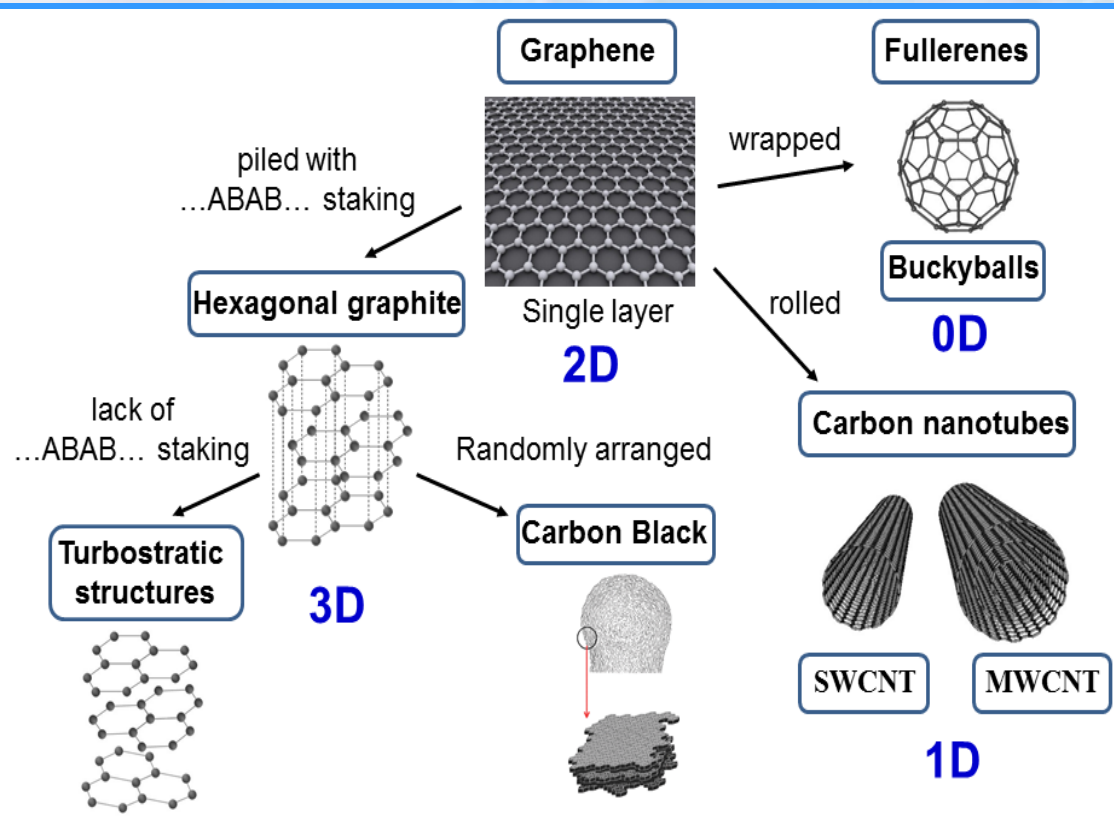 Graphene
Fullerenes
piled with
…ABAB… staking
wrapped
Hexagonal graphite
Single layer
2D
Buckyballs
0D
rolled
lack of
…ABAB… staking
Randomly arranged
Carbon nanotubes
Turbostratic
structures
3D
Carbon Black
SWCNT
MWCNT
1D